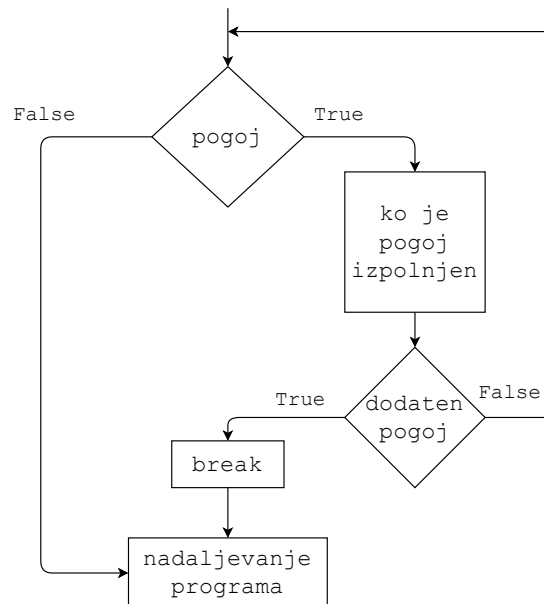 False
True
pogoj
ko je
pogoj
izpolnjen
True
dodaten
pogoj
False
break
nadaljevanje
programa